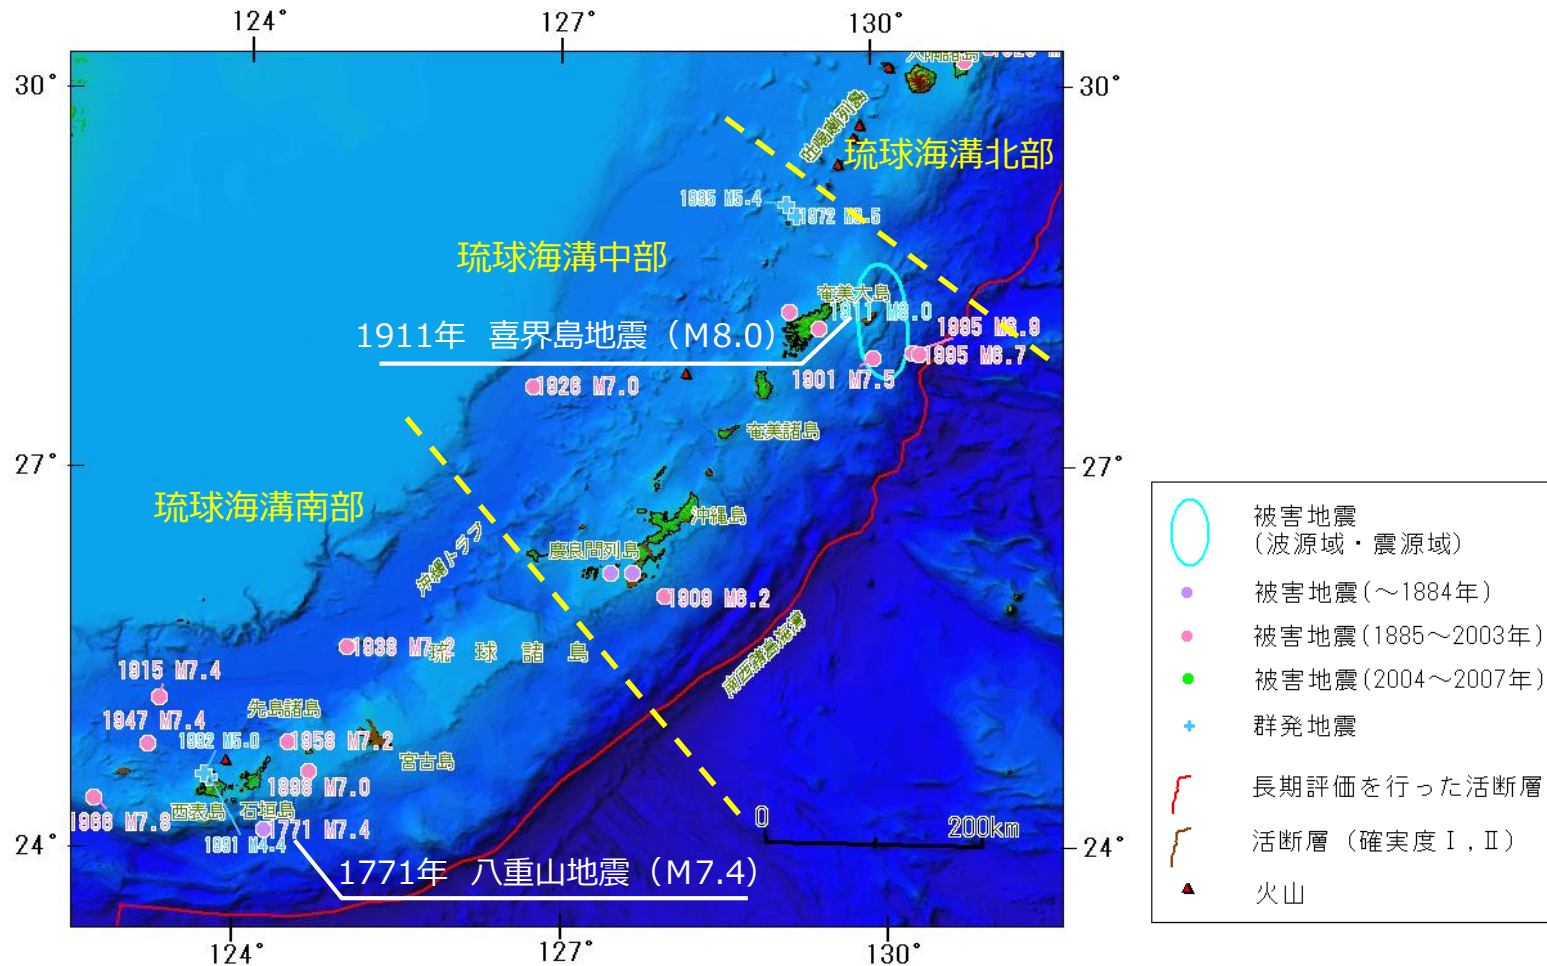 124°
127°
130°
30°
30°
吐噶喇列島
琉球海溝北部
1995 M5.4
琉球海溝中部
奄美大島
1911 M8.0
1911年 喜界島地震（M8.0）
1995 M6.9
1995 M6.7
1901 M7.5
1926 M7.0
奄美諸島
27°
27°
琉球海溝南部
沖縄島
沖縄トラフ
慶良間列島
1909 M6.2
1938 M7.2
琉球諸島
南西諸島海溝
1915 M7.4
先島諸島
1947 M7.4
1992 M5.0
1958 M7.2
宮古島
1898 M7.0
西表島
石垣島
1966 M7.8
1771 M7.4
1991 M4.4
0
200km
24°
24°
1771年 八重山地震（M7.4）
124°
127°
130°
被害地震
(波源域・震源域)
被害地震(～1884年)
被害地震(1885～2003年)
被害地震(2004～2007年)
群発地震
長期評価を行った活断層
活断層（確実度Ⅰ,Ⅱ）
火山